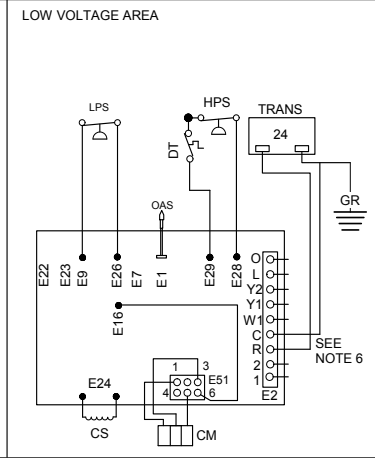 LOW VOLTAGE AREA
LPS
HPS
TRANS
24
DT
OAS
GR
E22
E23
E9
E26
E7
E1
E29
E28
O
L
Y2
Y1
W1
C
R
2
1
E2
SEE
NOTE 6
E16
1 3
E51
4 6
E24
CS
CM